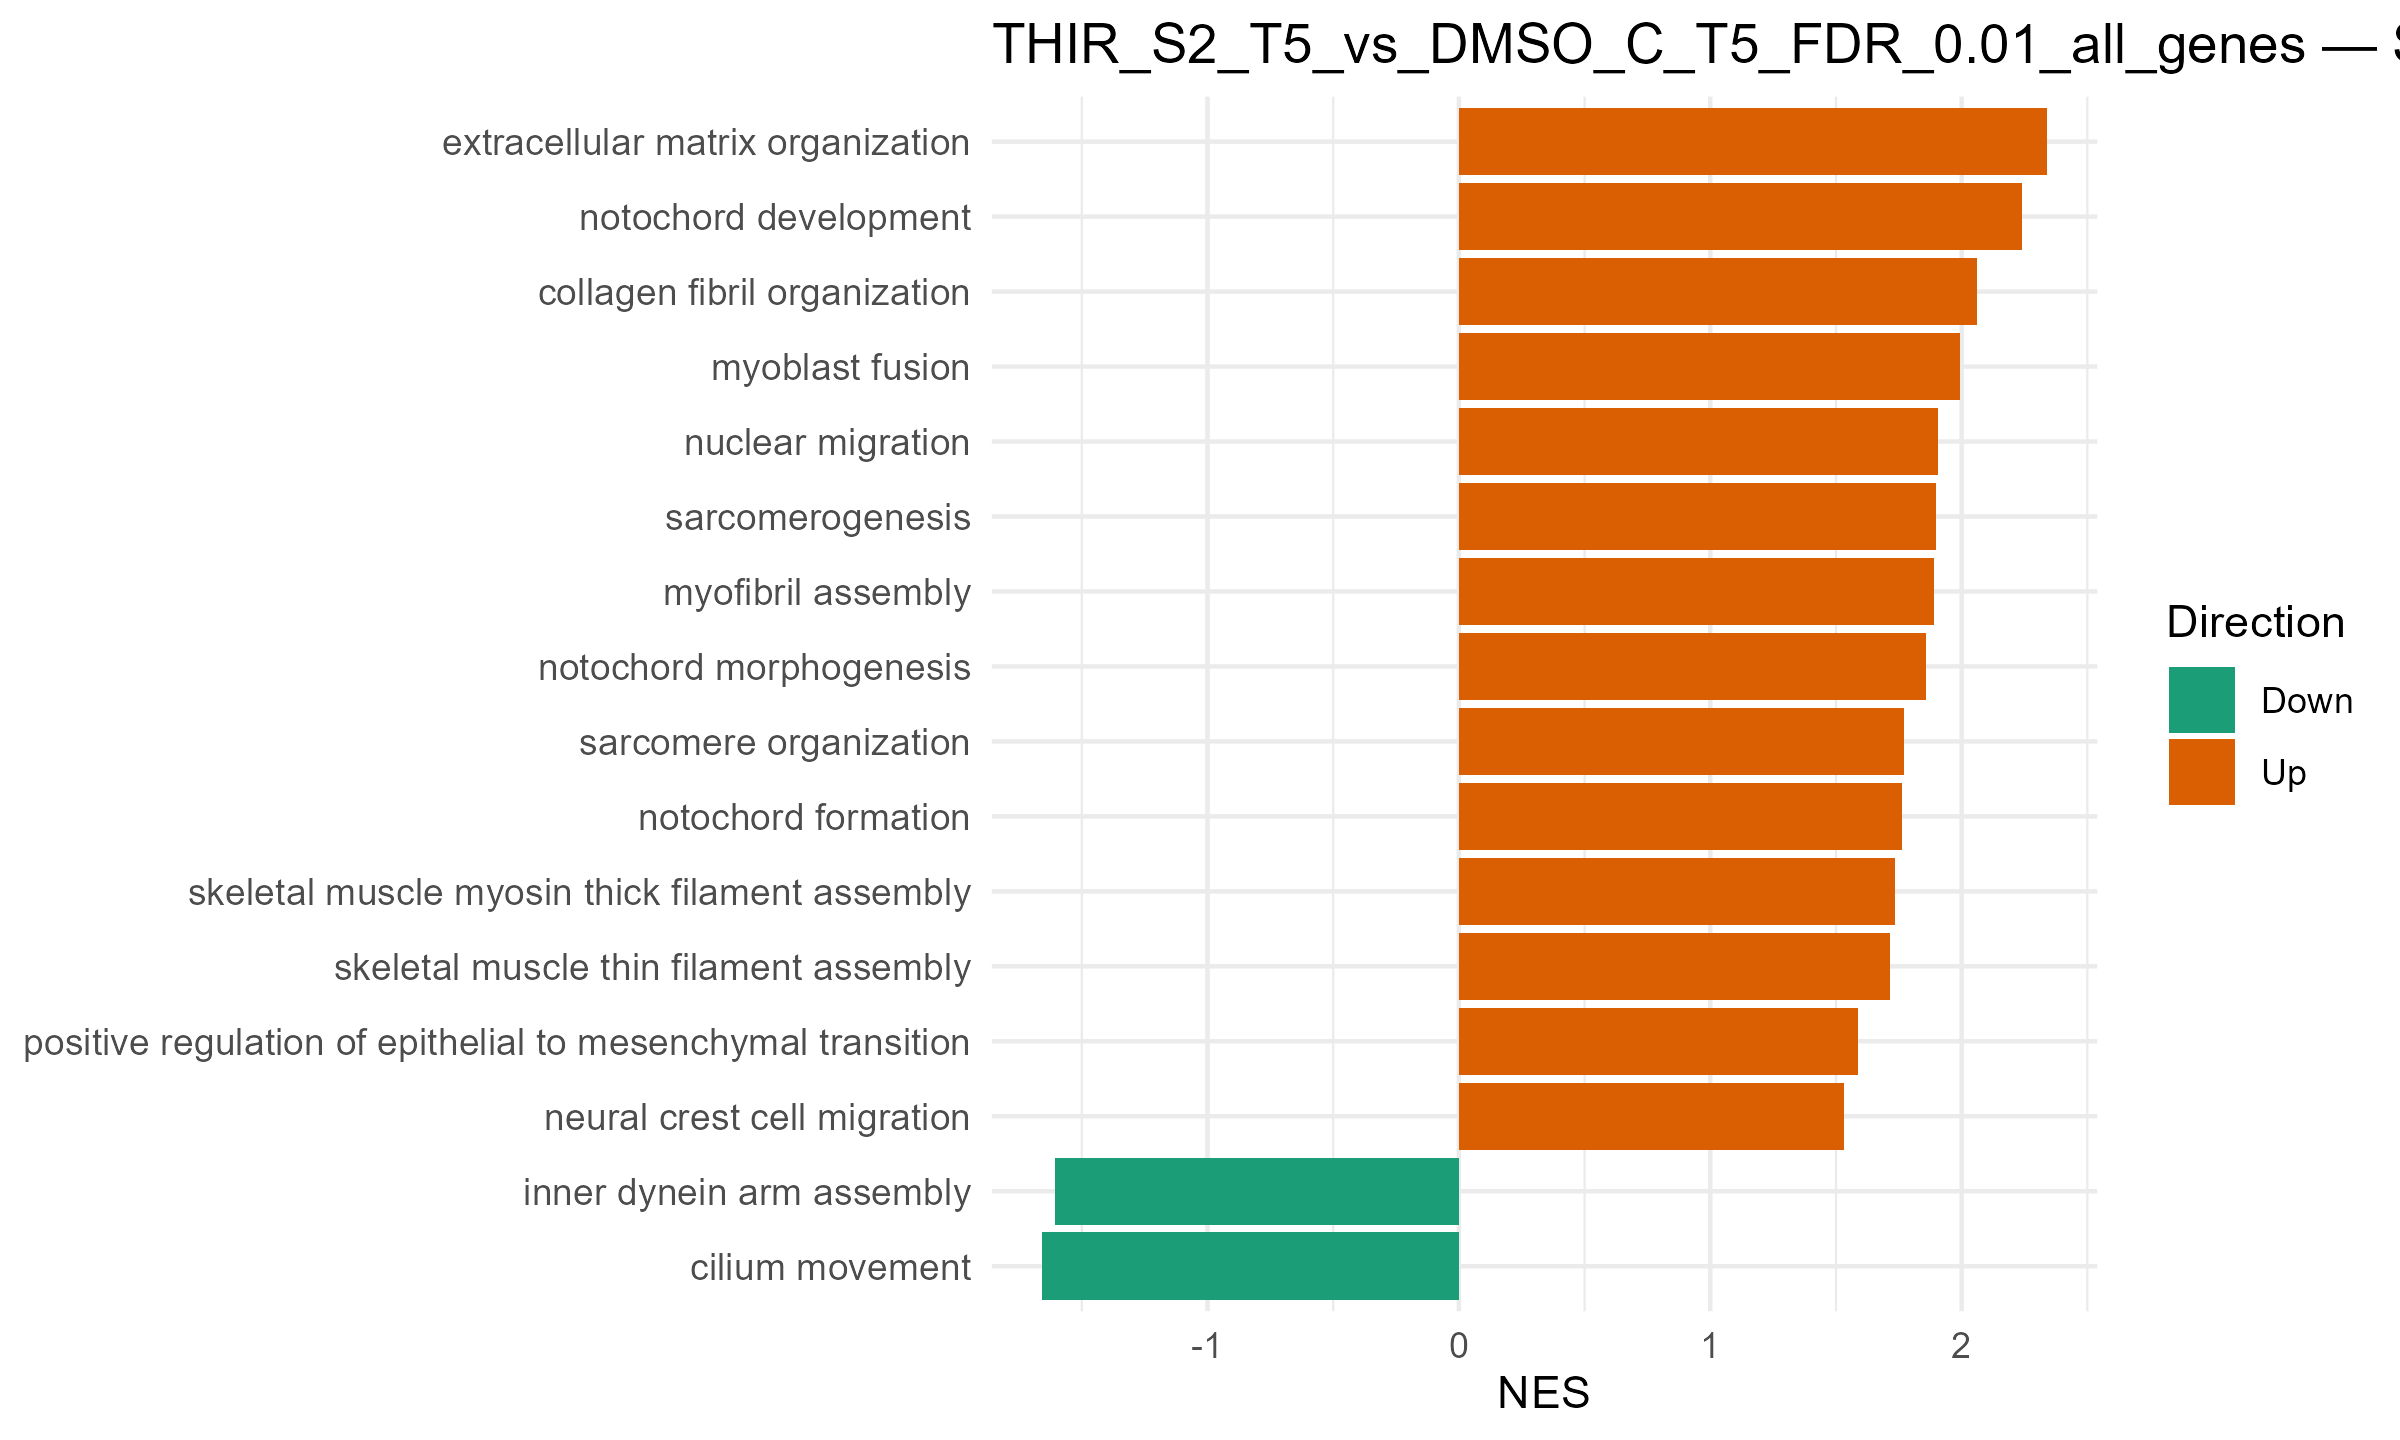 THIR_S2_T5_vs_DMSO_C_T5_FDR_0.01_all_genes —
extracellular matrix organization
notochord development
collagen fibril organization
myoblast fusion
nuclear migration
sarcomerogenesis
myofibril assembly
notochord morphogenesis
sarcomere organization
notochord formation
skeletal muscle myosin thick filament assembly
skeletal muscle thin filament assembly
positive regulation of epithelial to mesenchymal transition
neural crest cell migration
inner dynein arm assembly
cilium movement
-1 0 1 2
NES
Direction
Down
Up